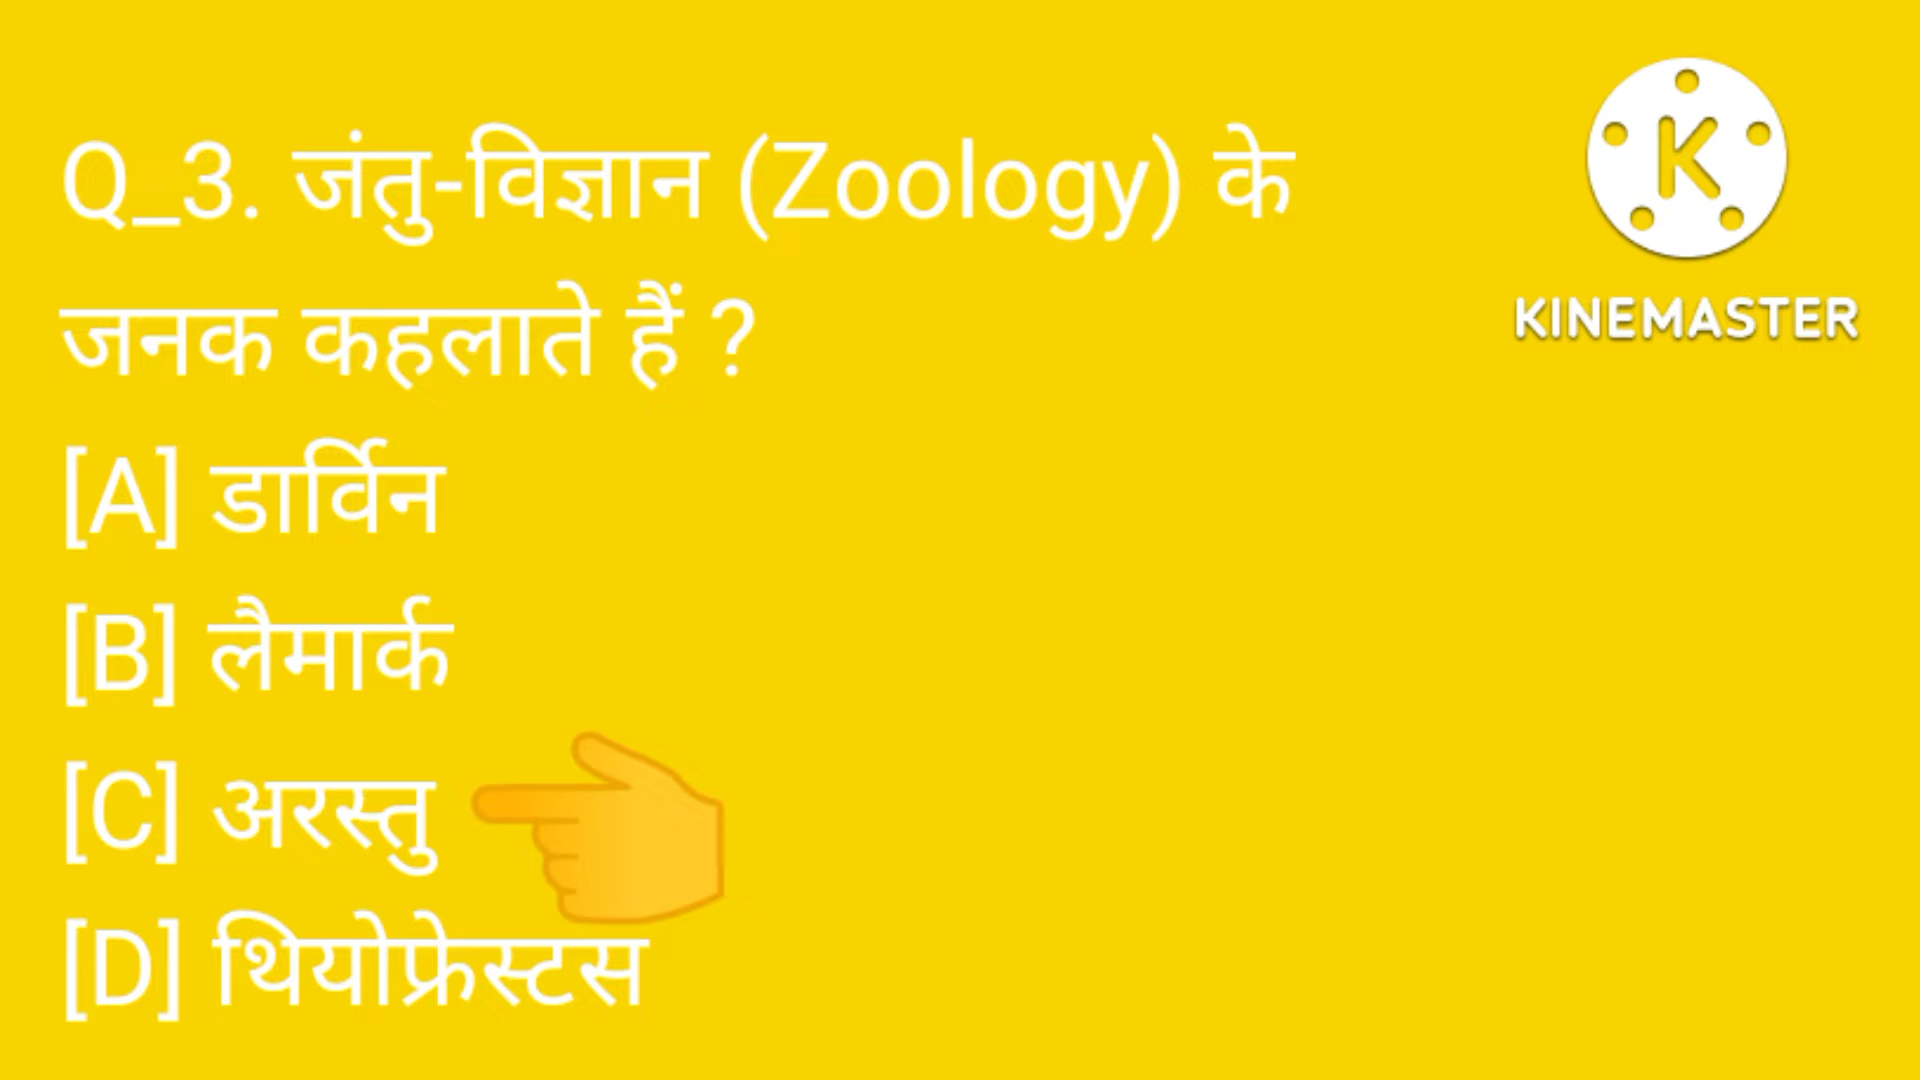 Q_3. जंतु-विज्ञान (Zoology) के
जनक कहलाते हैं ?
[A] डार्विन
[B] लैमार्क
[C] अरस्तु
[D] थियोफ्रेस्टस
K
KINEMASTER